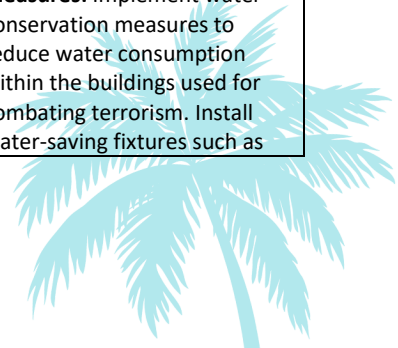 easures: Implement water
onservation measures to
educe water consumption
ithin the buildings used for
ombating terrorism. Install
ater-saving fixtures such as